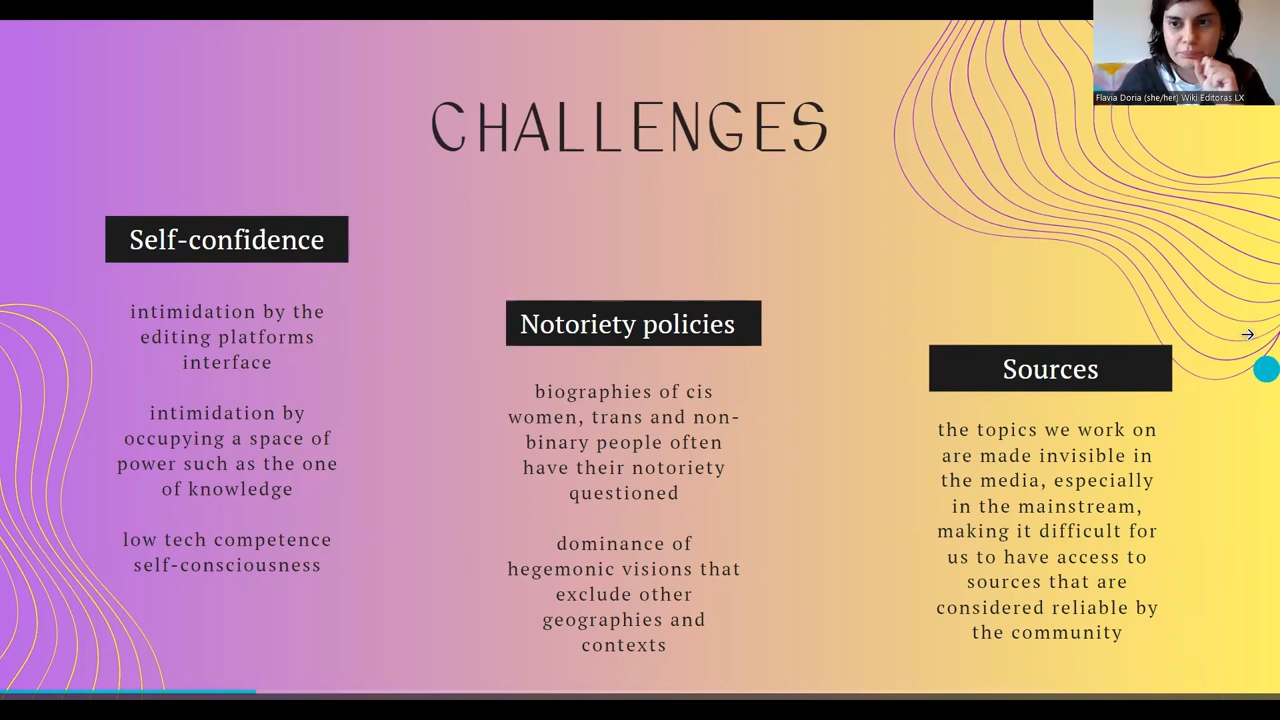 CHALLENGES
Self-confidence
intimidation by the
editing platforms
interface
intimidation by
occupying a space of
power such as the one
of knowledge
low tech competence
self-consciousness
Notoriety policies
biographies of cis
women, trans and non-
binary people often
have their notoriety
questioned
dominance of
hegemonic visions that
exclude other
geographies and
contexts
Sources
the topics we work on
are made invisible in
the media, especially
in the mainstream,
making it difficult for
us to have access to
sources that are
considered reliable by
the community
Flavia Doria (she/her) Wiki Editoras LX